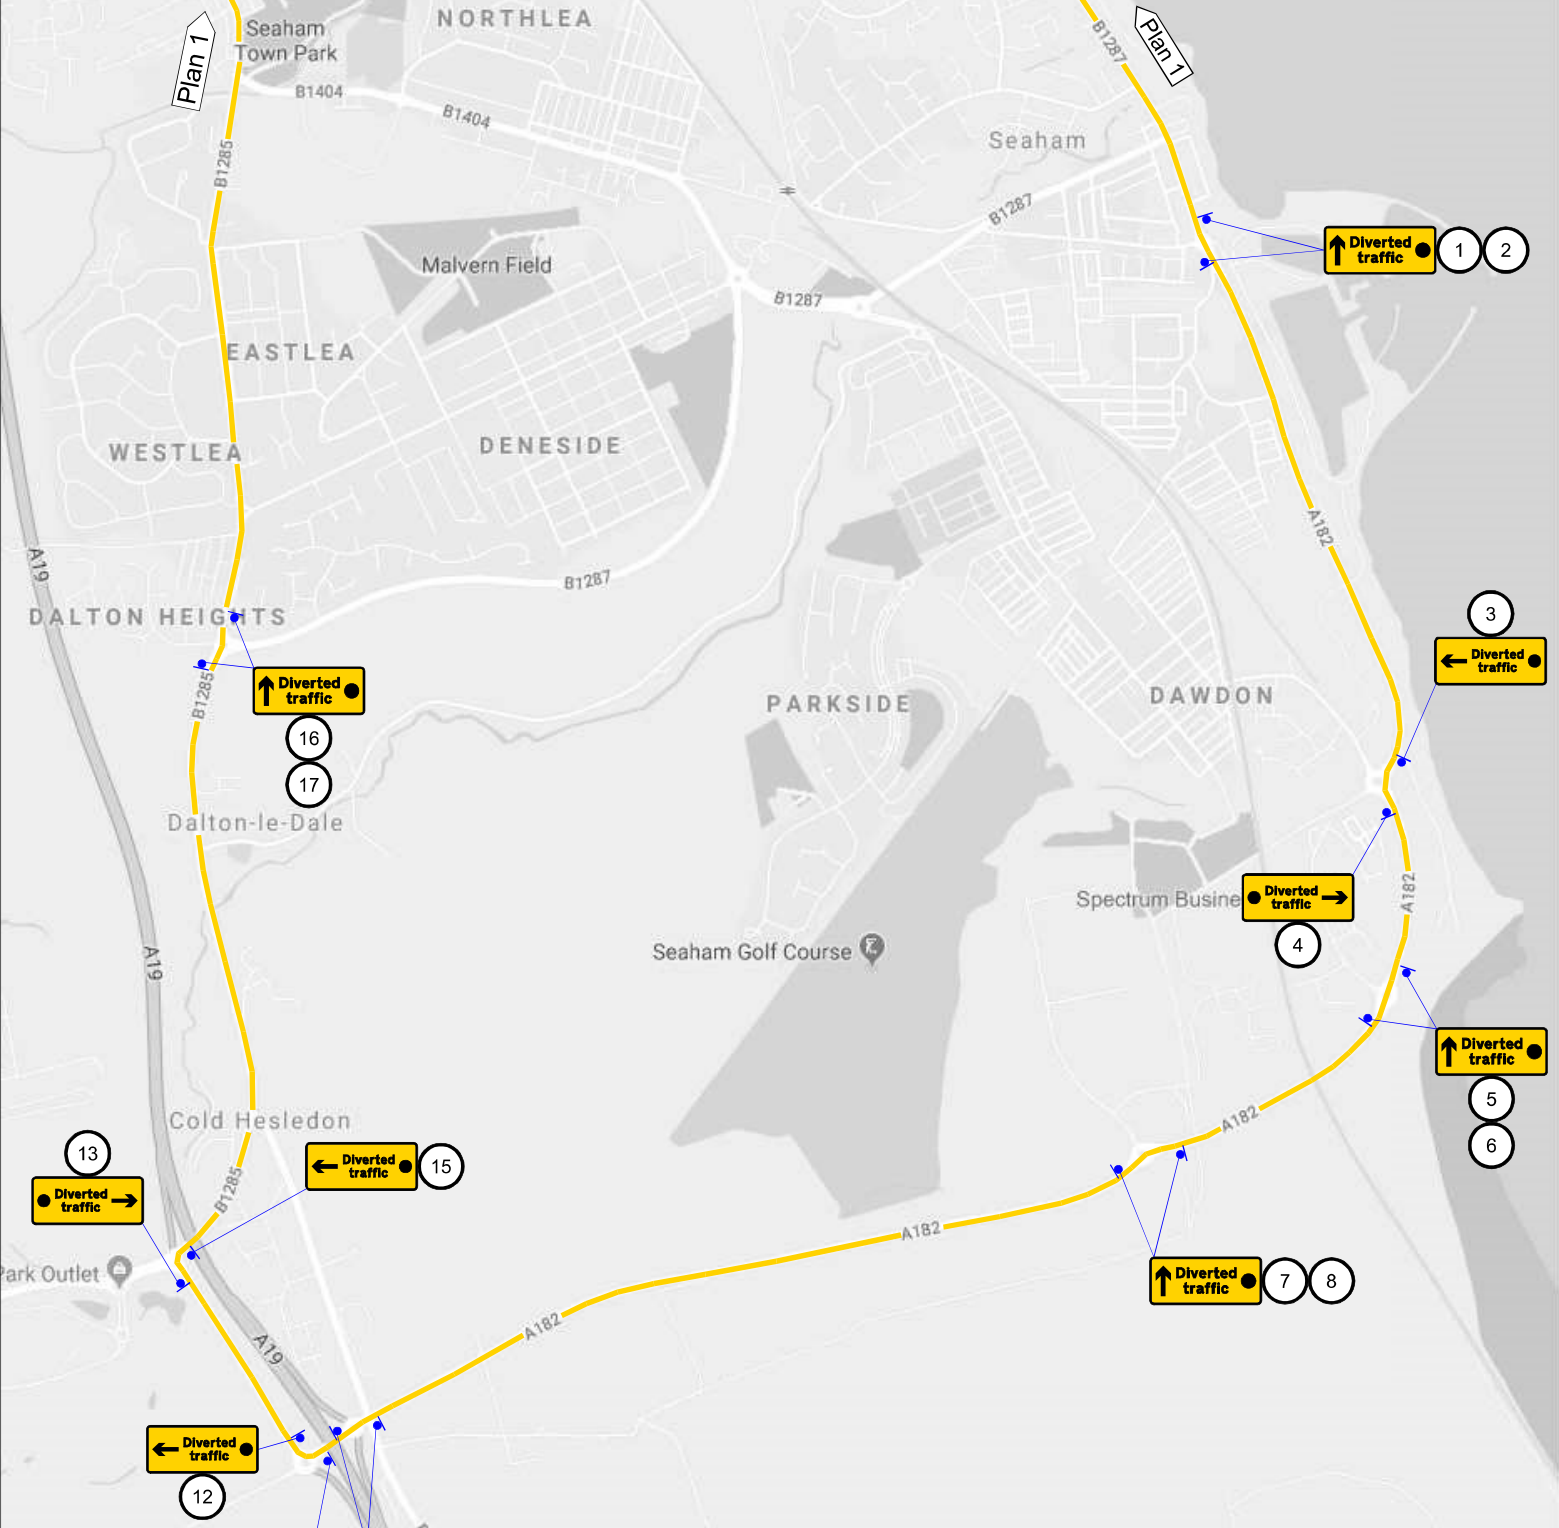 NORTHLEA
Seaham
Town Park
Plan 1
Plan 1
B1287
B1404
B1404
B1285
Seaham
B1287
Diverted
traffic
1
2
Malvern Field
B1287
EASTLEA
WESTLEA
DENESIDE
A182
A19
B1287
DALTON HEIGHTS
3
Diverted
traffic
B1285
Diverted
traffic
16
17
PARKSIDE
DAWDON
Dalton-le-Dale
A182
Spectrum Busine
Diverted
traffic
4
Seaham Golf Course
A19
Diverted
traffic
5
6
Cold Hesledon
A182
13
Diverted
traffic
Diverted
traffic
15
B1285
A182
Park Outlet
Diverted
traffic
7
8
A182
A19
Diverted
traffic
12